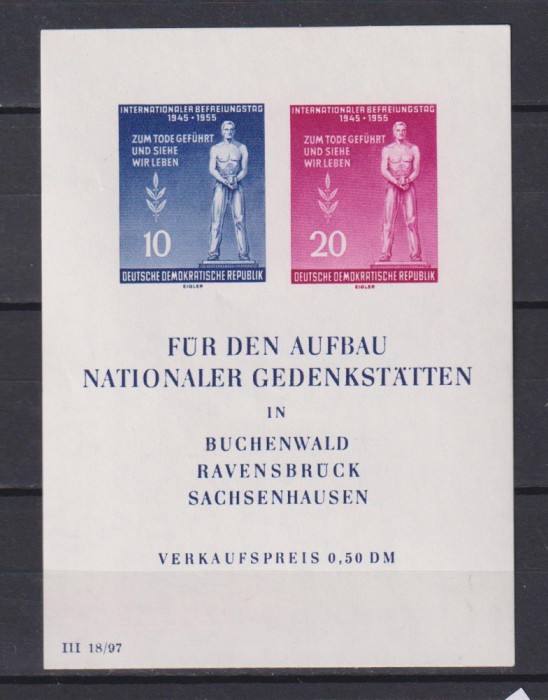 INTERNATIONALER BEFREIUNGSTAG
1945 · 1955
ZUM TODE GEFÜHRT
UND SIEHE
WIR LEBEN
10
DEUTSCHE DEMOKRATISCHE REPUBLIK
EIGLER
INTERNATIONALER BEFREIUNGSTAG
1945 · 1955
ZUM TODE GEFÜHRT
UND SIEHE
WIR LEBEN
20
DEUTSCHE DEMOKRATISCHE REPUBLIK
EIGLER
FÜR DEN AUFBAU
NATIONALER GEDENKSTÄTTEN
IN
BUCHENWALD
RAVENSBRÜCK
SACHSENHAUSEN
VERKAUFSPREIS 0,50 DM
III 18/97